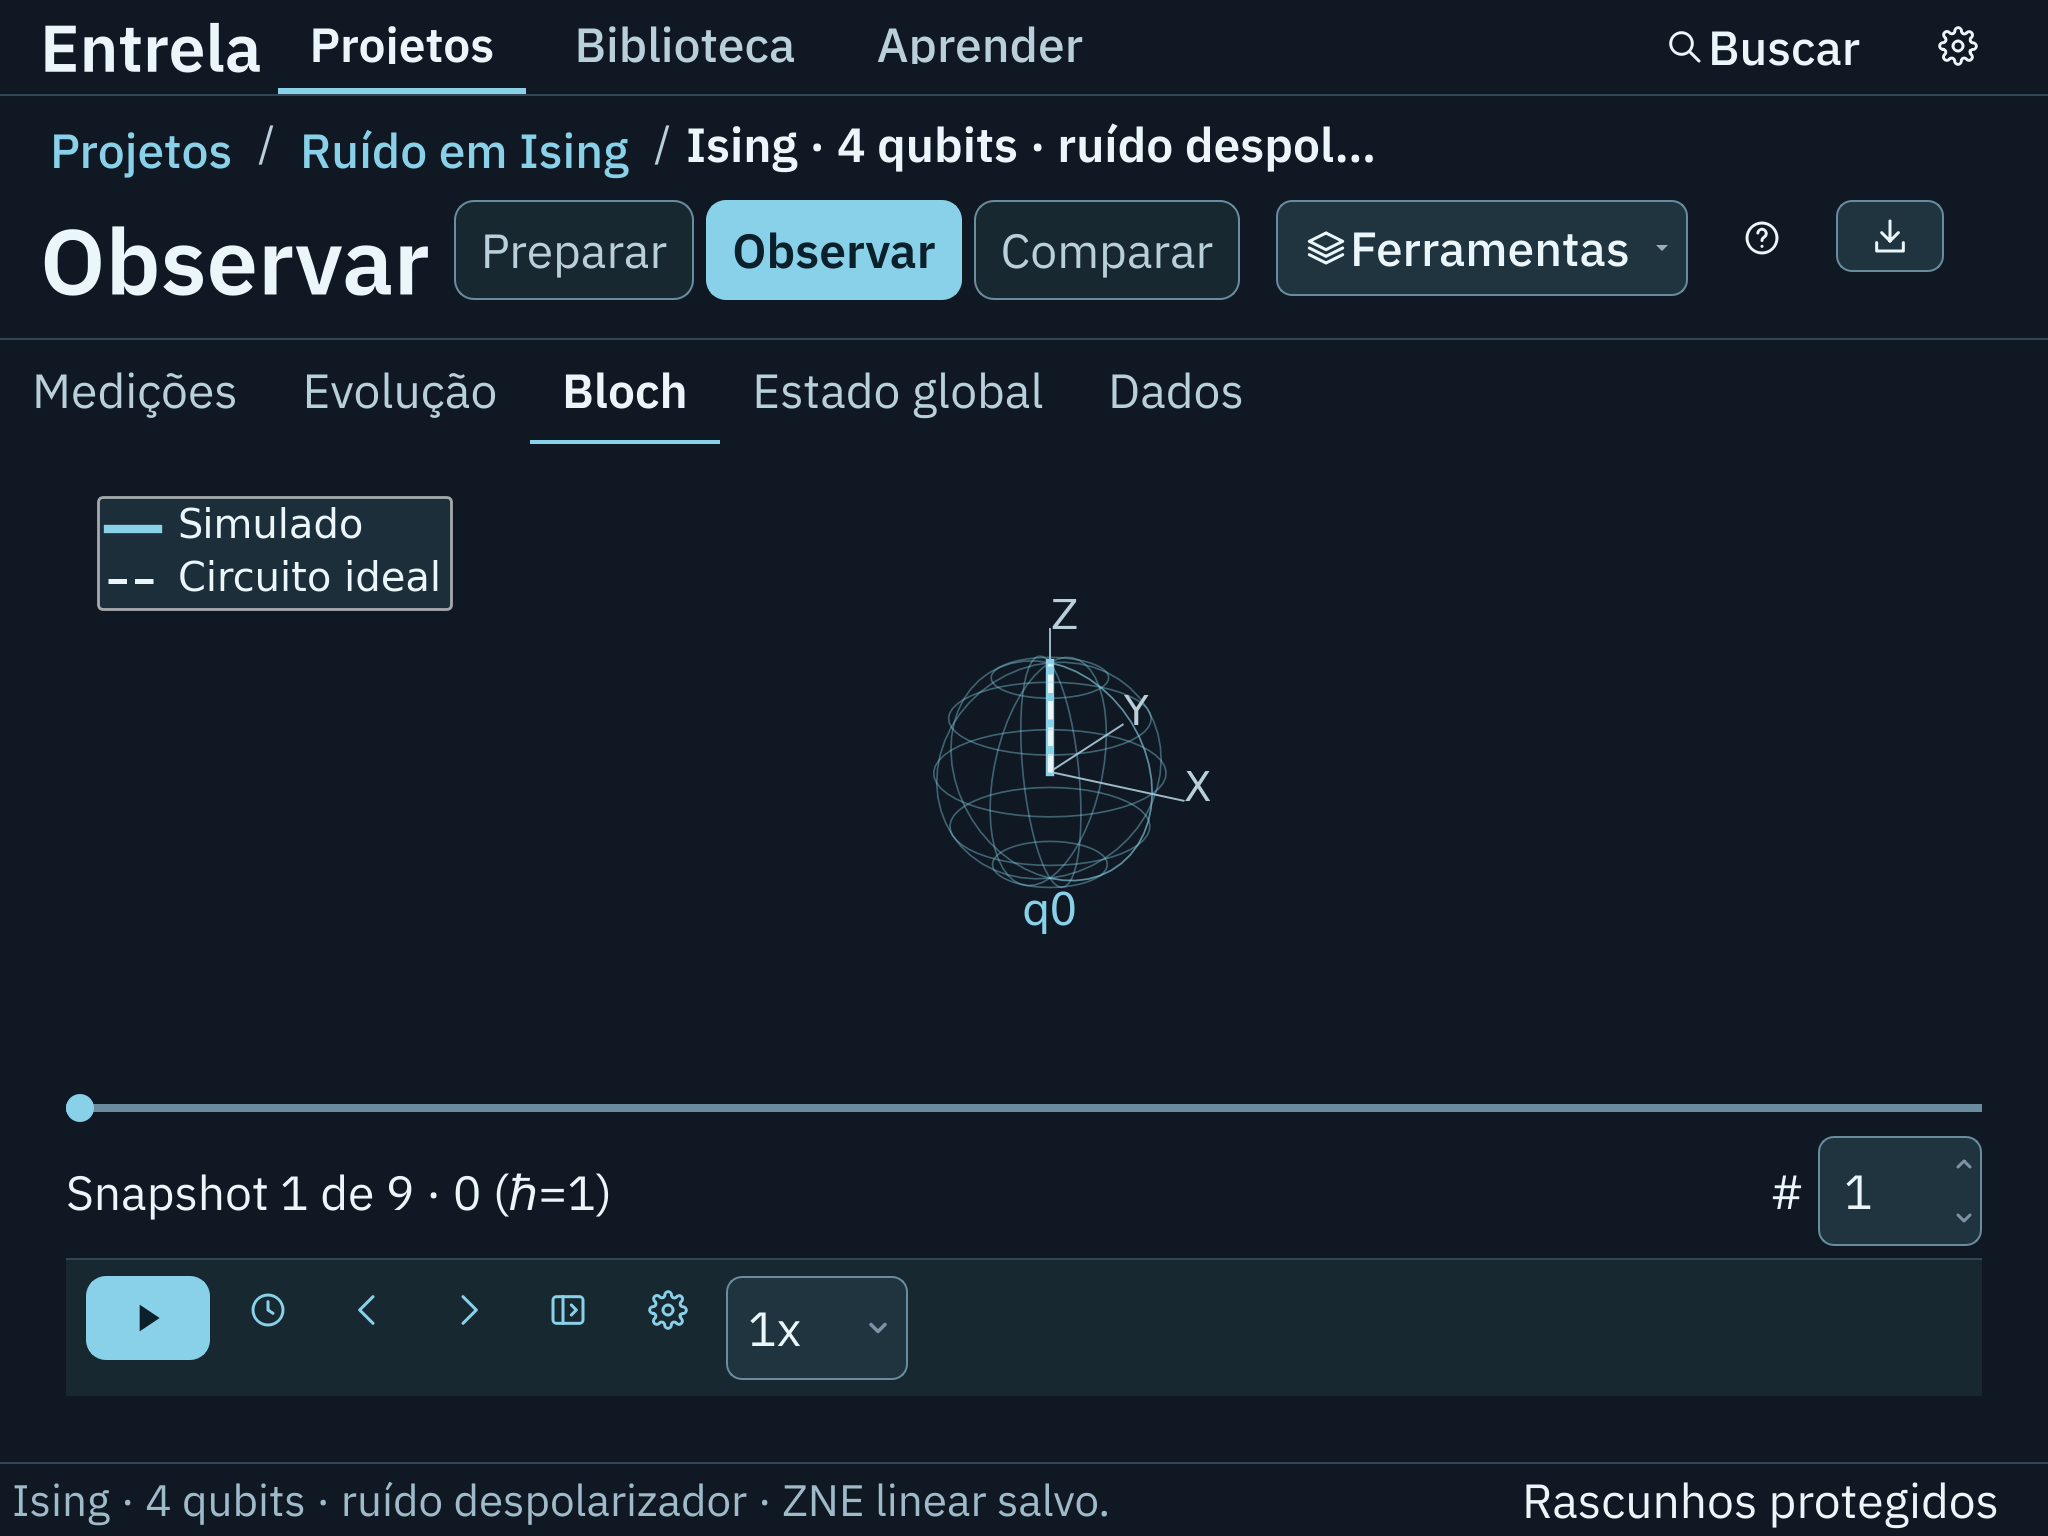 Entrela Projetos Biblioteca Aprender Buscar
Projetos / Ruído em Ising / Ising · 4 qubits · ruído despol...
Observar Preparar Observar Comparar Ferramentas
Medições Evolução Bloch Estado global Dados
Simulado
Circuito ideal
Z
Y
X
q0
Snapshot 1 de 9 · 0 (ℏ=1) # 1
1x
Ising · 4 qubits · ruído despolarizador · ZNE linear salvo. Rascunhos protegidos